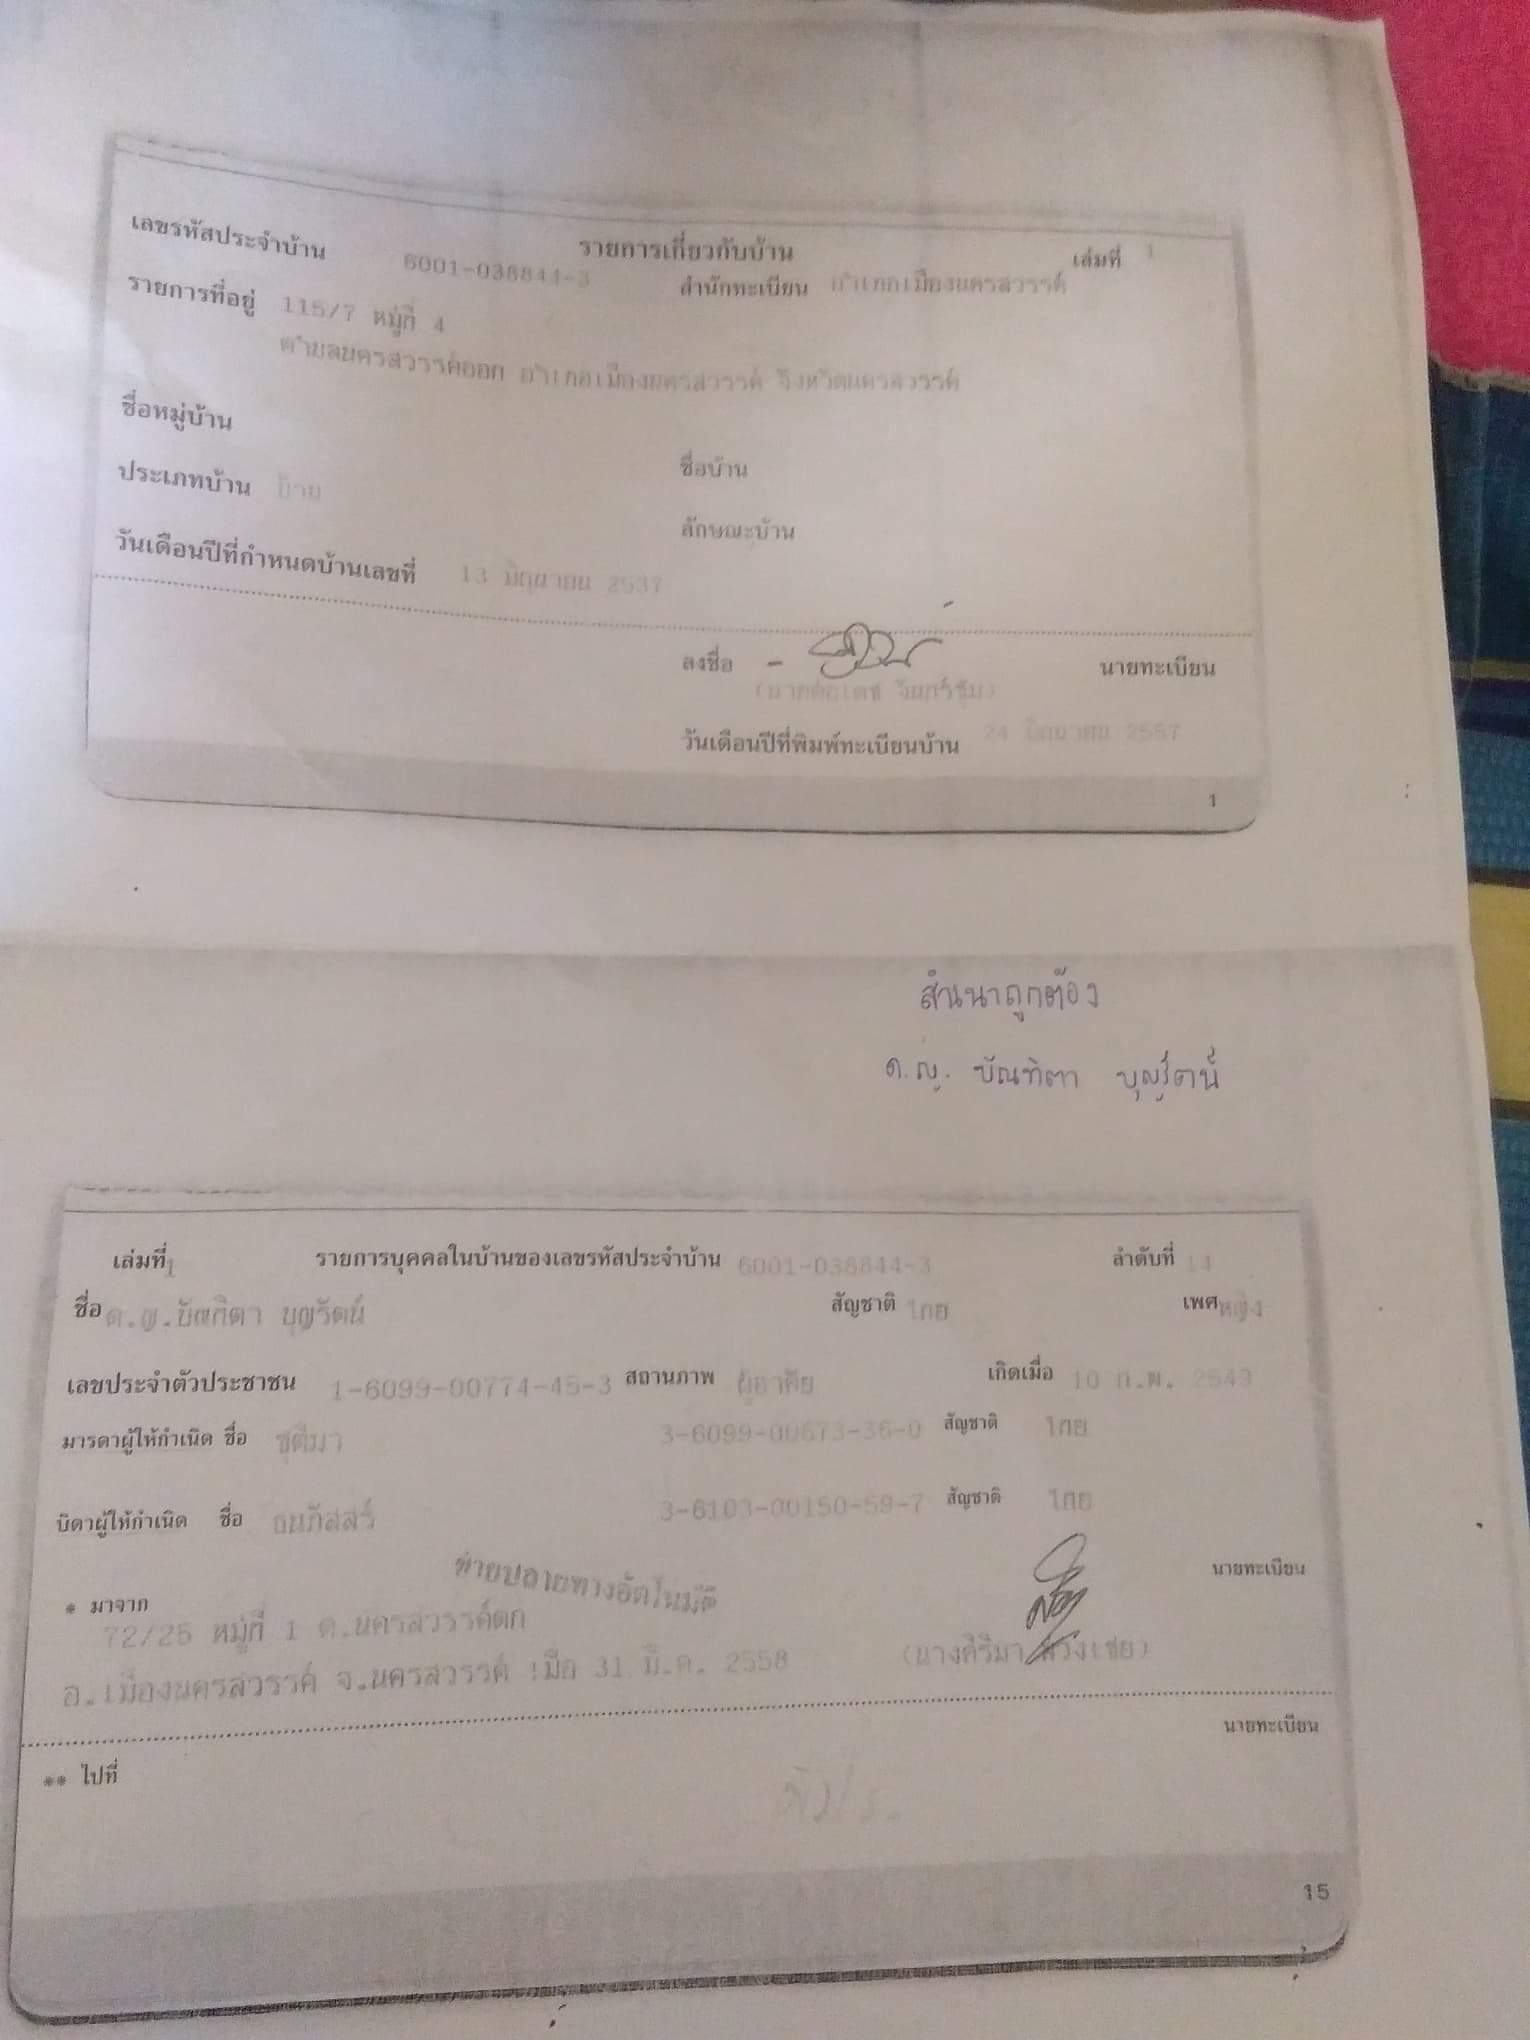 รายการเกี่ยวกับบ้าน เล่มที่ 1
เลขรหัสประจำบ้าน 6001-038844-3 สำนักทะเบียน อำเภอเมืองนครสวรรค์
รายการที่อยู่ 115/7 หมู่ที่ 4
ตำบลนครสวรรค์ออก อำเภอเมืองนครสวรรค์ จังหวัดนครสวรรค์
ชื่อหมู่บ้าน ชื่อบ้าน
ประเภทบ้าน บ้าน ลักษณะบ้าน
วันเดือนปีที่กำหนดบ้านเลขที่ 13 มิถุนายน 2537
ลงชื่อ นายทะเบียน
จันทร์ชุ่ม)
วันเดือนปีที่พิมพ์ทะเบียนบ้าน 24 มิถุนายน 2557
1
สำเนาถูกต้อง
ด.ญ. บัณฑิตา บุญรัตน์
เล่มที่ 1 รายการบุคคลในบ้านของเลขรหัสประจำบ้าน 6001-038844-3 ลำดับที่ 14
ชื่อ ด.ญ.บัณฑิตา บุญรัตน์ สัญชาติ ไทย เพศ หญิง
เลขประจำตัวประชาชน 1-6099-00774-45-3 สถานภาพ ผู้อาศัย เกิดเมื่อ 10 ก.พ. 2543
มารดาผู้ให้กำเนิด ชื่อ ชุติมา 3-6099-00673-36-0 สัญชาติ ไทย
บิดาผู้ให้กำเนิด ชื่อ ธนภัสสร์ 3-6103-00150-59-7 สัญชาติ ไทย
ย้ายปลายทางอัตโนมัติ
* มาจาก นายทะเบียน
72/25 หมู่ที่ 1 ต.นครสวรรค์ตก
อ.เมืองนครสวรรค์ จ.นครสวรรค์ เมื่อ 31 มี.ค. 2558 (นางศิริมา
นายทะเบียน
** ไปที่
15